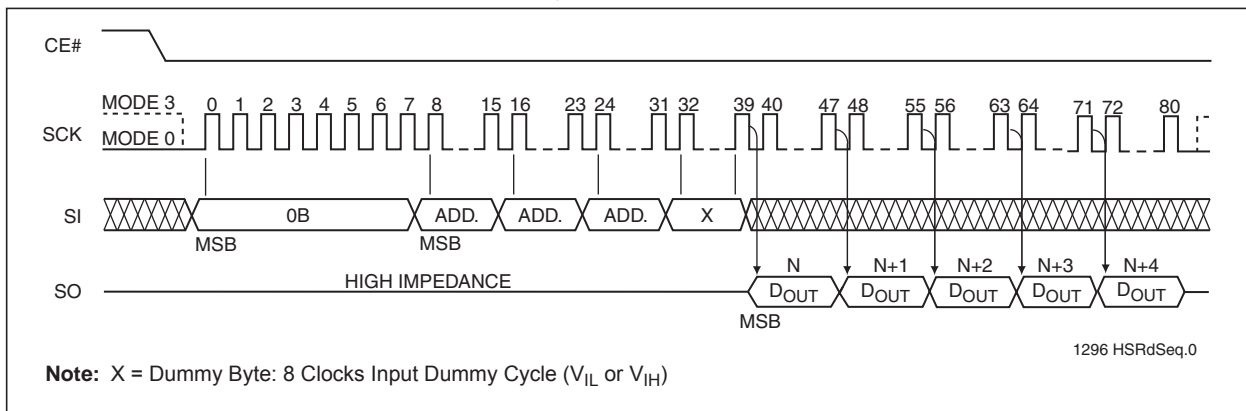 CE#
MODE 3
0 1 2 3 4 5 6 7 8 15 16 23 24 31 32 39 40 47 48 55 56 63 64 71 72 80
SCK
MODE 0
SI
0B ADD. ADD. ADD. X
MSB MSB
N N+1 N+2 N+3 N+4
SO
HIGH IMPEDANCE
DOUT DOUT DOUT DOUT DOUT
MSB
1296 HSRdSeq.0
Note: X = Dummy Byte: 8 Clocks Input Dummy Cycle (VIL or VIH)